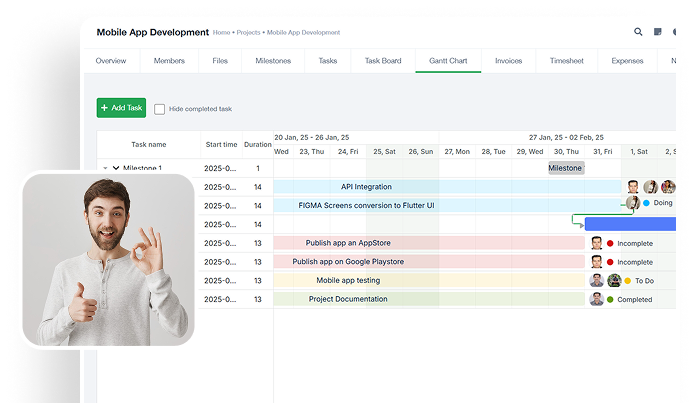 Mobile App Development Home • Projects • Mobile App Development
Overview Members Files Milestones Tasks Task Board Gantt Chart Invoices Timesheet Expenses N
+ Add Task Hide completed task
Task name Start time Duration 20 Jan, 25 - 26 Jan, 25 27 Jan, 25 - 02 Feb, 25
Wed 23, Thu 24, Fri 25, Sat 26, Sun 27, Mon 28, Tue 29, Wed 30, Thu 31, Fri 1, Sat 2, Su
Milestone 1 2025-0... 1 Milestone
2025-0... 14 API Integration
2025-0... 14 FIGMA Screens conversion to Flutter UI Doing
2025-0... 14
2025-0... 13 Publish app an AppStore Incomplete
2025-0... 13 Publish app on Google Playstore Incomplete
2025-0... 13 Mobile app testing To Do
2025-0... 13 Project Documentation Completed